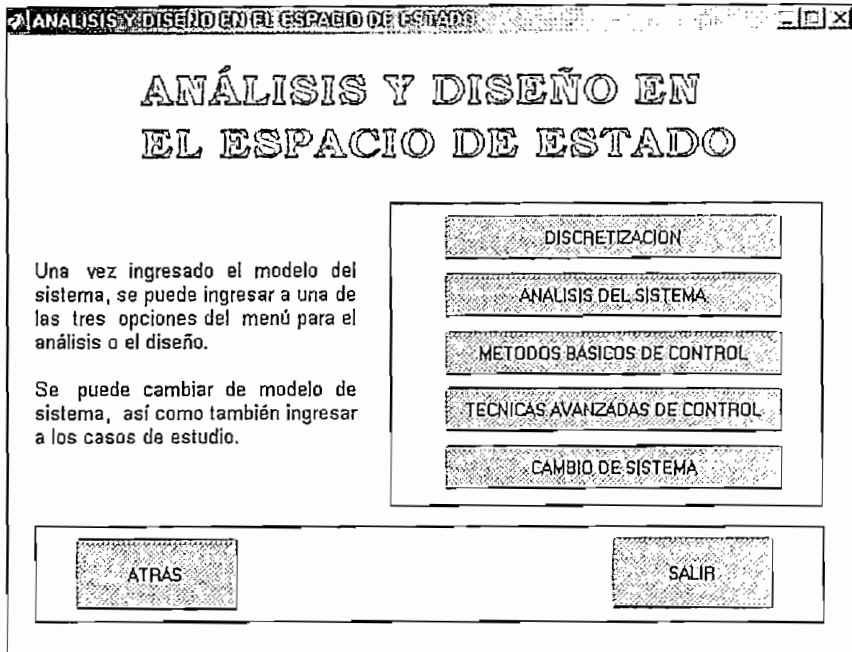 ANALISIS Y DISEÑO EN EL ESPACIO DE ESTADO
ANÁLISIS Y DISEÑO EN
EL ESPACIO DE ESTADO
Una vez ingresado el modelo del
sistema, se puede ingresar a una de
las tres opciones del menú para el
análisis o el diseño.
Se puede cambiar de modelo de
sistema, así como también ingresar
a los casos de estudio.
DISCRETIZACION
ANALISIS DEL SISTEMA
METODOS BÁSICOS DE CONTROL
TECNICAS AVANZADAS DE CONTROL
CAMBIO DE SISTEMA
ATRAS
SALIR